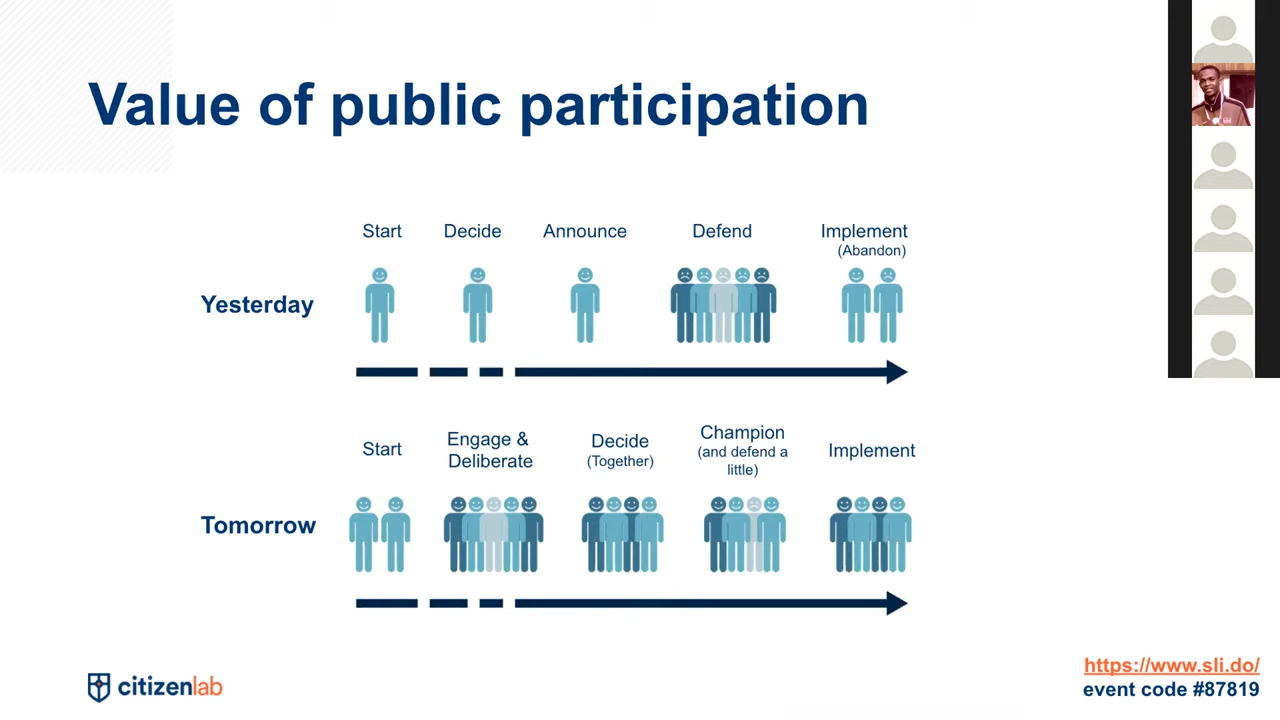 Value of public participation
Start
Decide
Announce
Defend
Implement
(Abandon)
Yesterday
Start
Engage &
Deliberate
Decide
(Together)
Champion
(and defend a
little)
Implement
Tomorrow
citizenlab
https://www.sli.do/
event code #87819